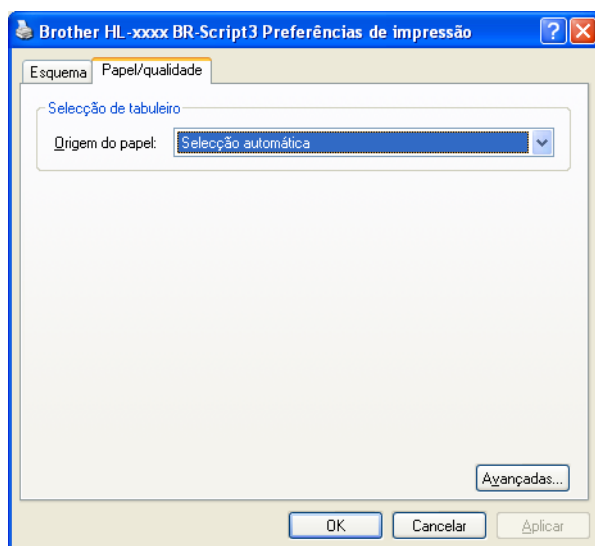 Brother HL-xxxx BR-Script3 Preferências de impressão
Esquema Papel/qualidade
Selecção de tabuleiro
Origem do papel: Selecção automática
Avançadas...
OK Cancelar Aplicar